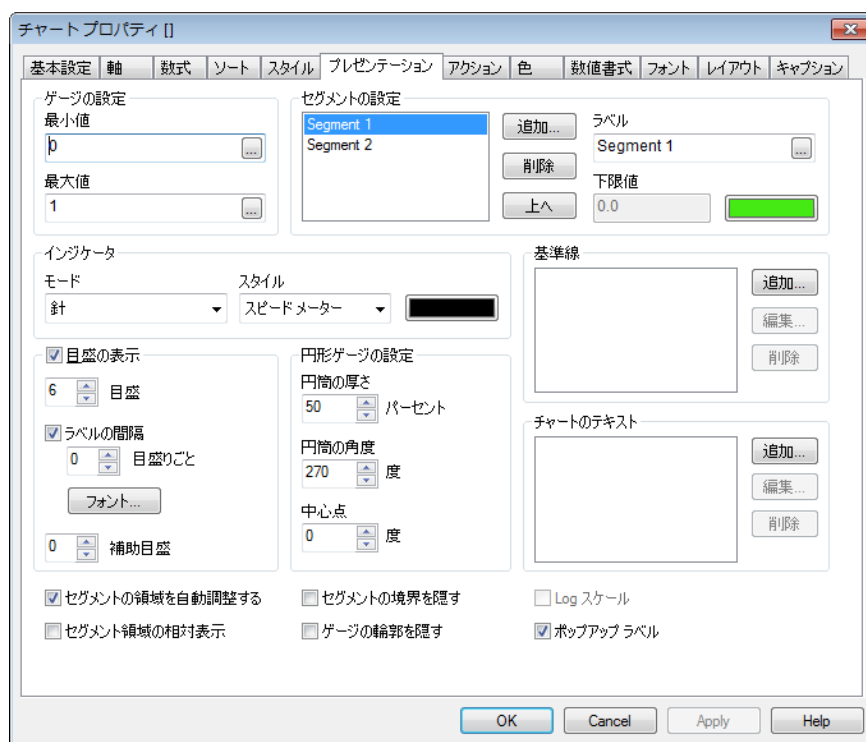 チャート プロパティ []
基本設定 軸 数式 ソート スタイル プレゼンテーション アクション 色 数値書式 フォント レイアウト キャプション
ゲージの設定
最小値
0
...
最大値
1
...
セグメントの設定
Segment 1
Segment 2
追加...
削除
上へ
ラベル
Segment 1
...
下限値
0.0
インジケータ
モード
針
スタイル
スピード メーター
基準線
追加...
編集...
削除
目盛の表示
6 目盛
ラベルの間隔
0 目盛りごと
フォント...
0 補助目盛
円形ゲージの設定
円筒の厚さ
50 パーセント
円筒の角度
270 度
中心点
0 度
チャートのテキスト
追加...
編集...
削除
セグメントの領域を自動調整する
セグメントの境界を隠す
Log スケール
セグメント領域の相対表示
ゲージの輪郭を隠す
ポップアップ ラベル
OK Cancel Apply Help